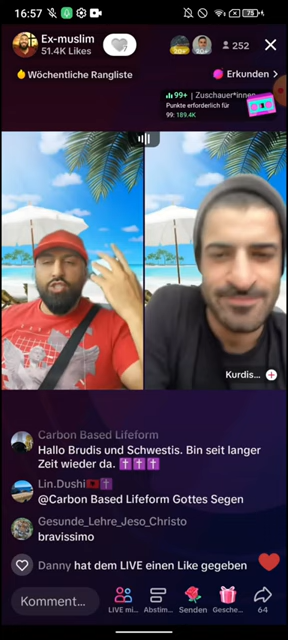 16:57
75
Ex-muslim
51.4K Likes
252
Wöchentliche Rangliste
Erkunden >
99+ | Zuschauer*innen
Punkte erforderlich für
99: 189.4K
Kurdis...
Carbon Based Lifeform
Hallo Brudis und Schwestis. Bin seit langer
Zeit wieder da. ✝️✝️✝️
Lin.Dushi🇦🇱✝️
@Carbon Based Lifeform Gottes Segen
Gesunde_Lehre_Jeso_Christo
bravissimo
Danny hat dem LIVE einen Like gegeben
Komment...
LIVE mi...
Abstim...
Senden
Gesche...
64